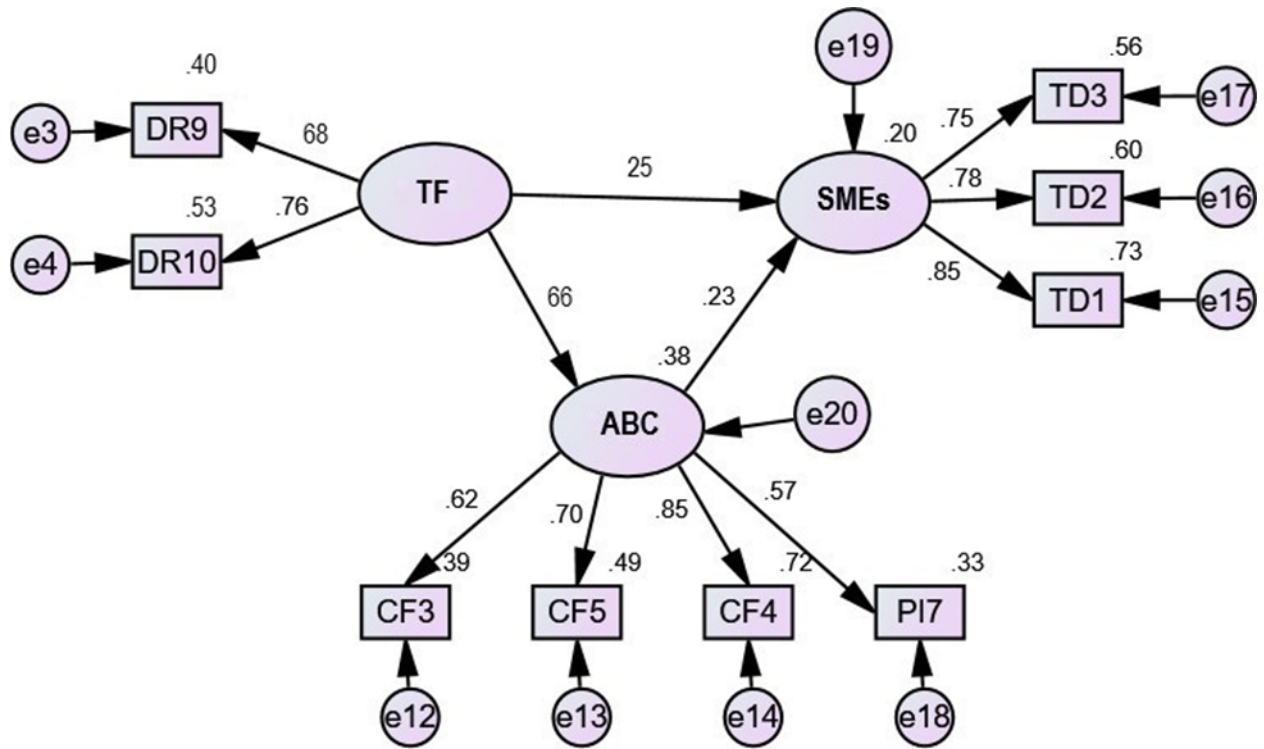 e19
.56
.40
TD3
e17
.75
e3
DR9
68
.20
.60
25
TF
SMEs
.78
TD2
e16
.53
.76
e4
DR10
.73
.85
TD1
e15
66
.23
.38
ABC
e20
.62
.70
.85
.57
39
.49
.72
.33
CF3
CF5
CF4
PI7
e12
e13
e14
e18